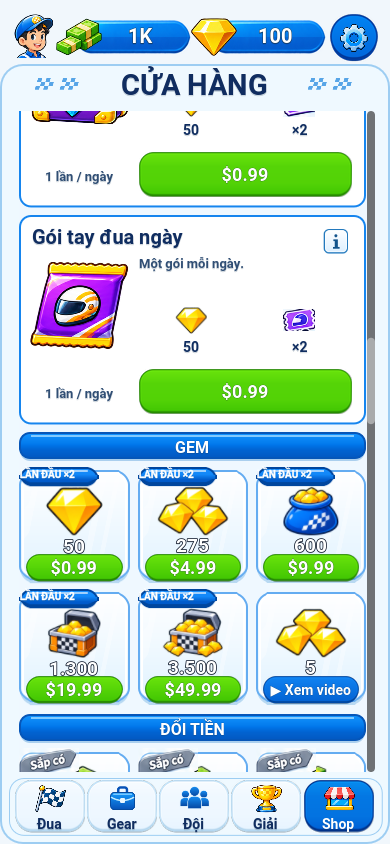 1K
100
CỬA HÀNG
50
×2
1 lần / ngày
$0.99
Gói tay đua ngày
i
Một gói mỗi ngày.
50
×2
1 lần / ngày
$0.99
GEM
LẦN ĐẦU ×2
LẦN ĐẦU ×2
LẦN ĐẦU ×2
50
275
600
$0.99
$4.99
$9.99
LẦN ĐẦU ×2
LẦN ĐẦU ×2
1.300
3.500
5
$19.99
$49.99
▶ Xem video
ĐỔI TIỀN
Sắp có
Sắp có
Sắp có
Đua
Gear
Đội
Giải
Shop